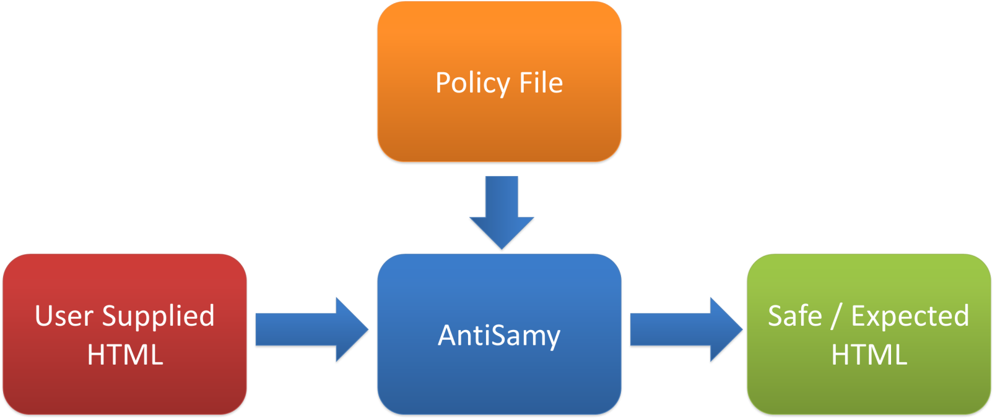 Policy File
User Supplied
HTML
AntiSamy
Safe / Expected
HTML